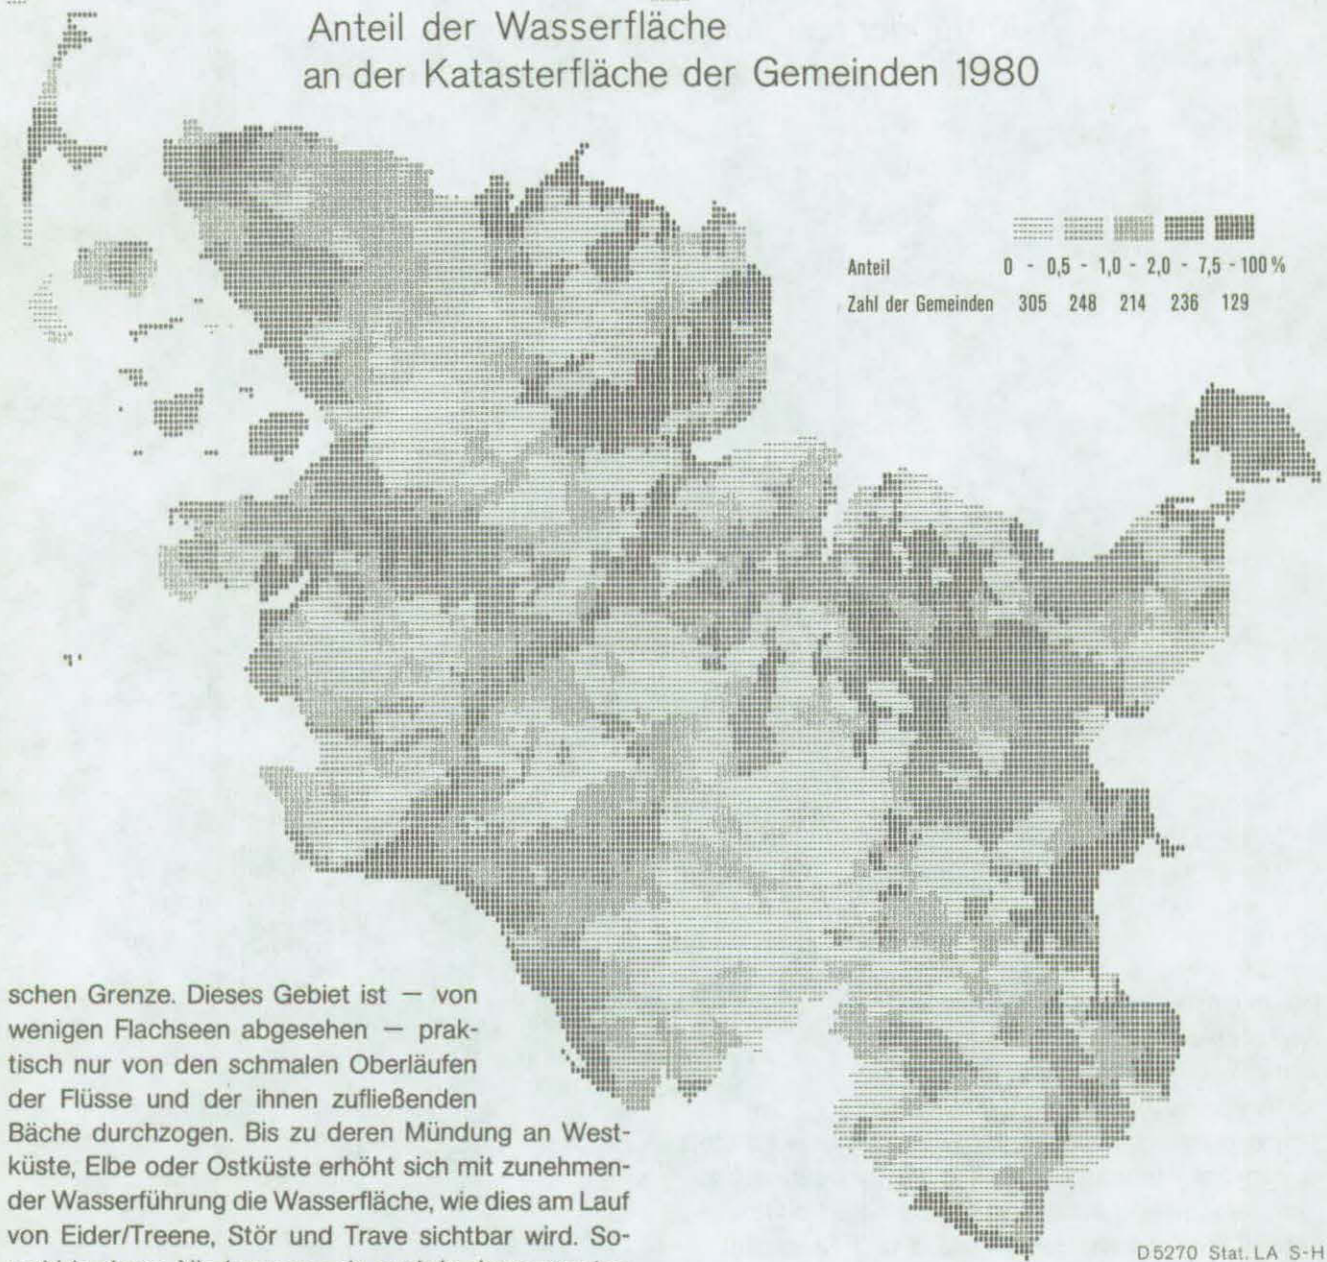 Anteil der Wasserfläche
an der Katasterfläche der Gemeinden 1980
Anteil 0 - 0,5 - 1,0 - 2,0 - 7,5 - 100 %
Zahl der Gemeinden 305 248 214 236 129
schen Grenze. Dieses Gebiet ist — von
wenigen Flachseen abgesehen — prak-
tisch nur von den schmalen Oberläufen
der Flüsse und der ihnen zufließenden
Bäche durchzogen. Bis zu deren Mündung an West-
küste, Elbe oder Ostküste erhöht sich mit zunehmen-
der Wasserführung die Wasserfläche, wie dies am Lauf
von Eider/Treene, Stör und Trave sichtbar wird. So-
D 5270 Stat. LA S-H